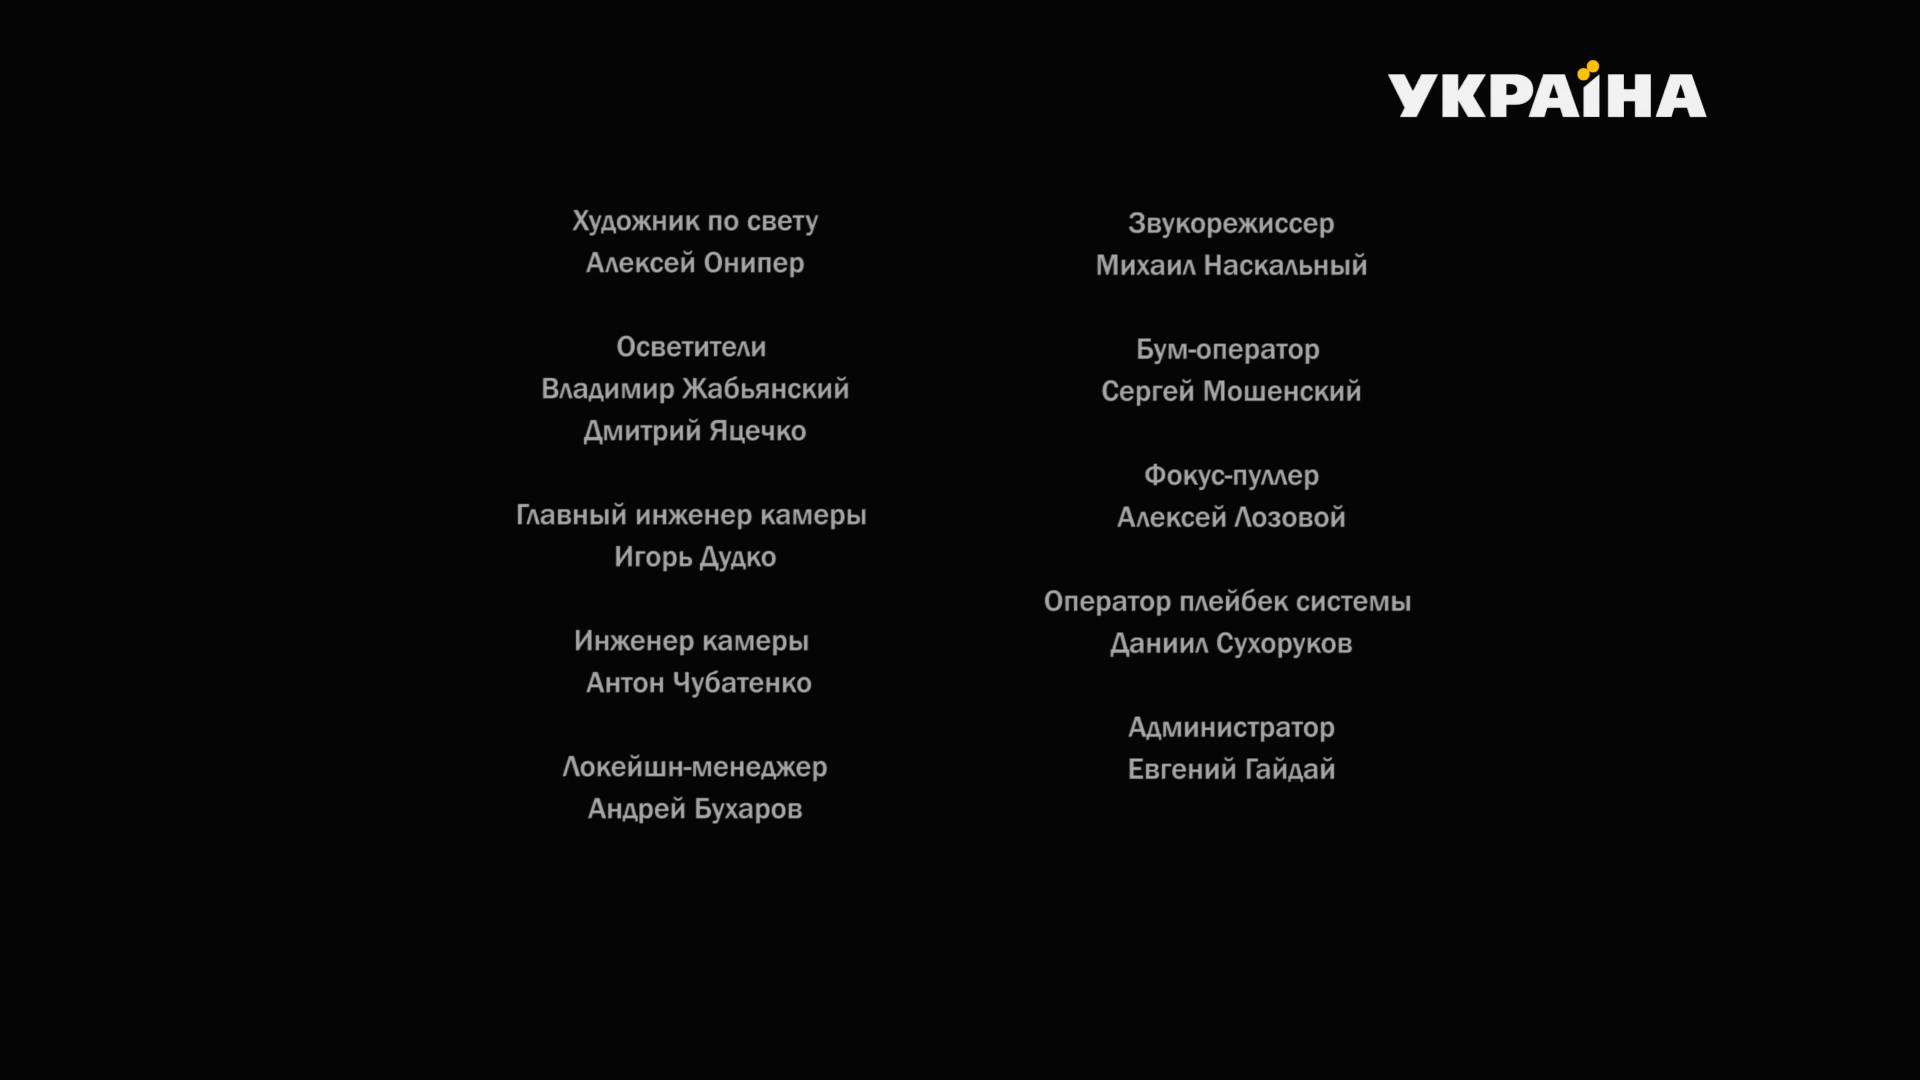 УКРАЇНА
Художник по свету
Алексей Онипер
Осветители
Владимир Жабьянский
Дмитрий Яцечко
Главный инженер камеры
Игорь Дудко
Инженер камеры
Антон Чубатенко
Локейшн-менеджер
Андрей Бухаров
Звукорежиссер
Михаил Наскальный
Бум-оператор
Сергей Мошенский
Фокус-пуллер
Алексей Лозовой
Оператор плейбек системы
Даниил Сухоруков
Администратор
Евгений Гайдай